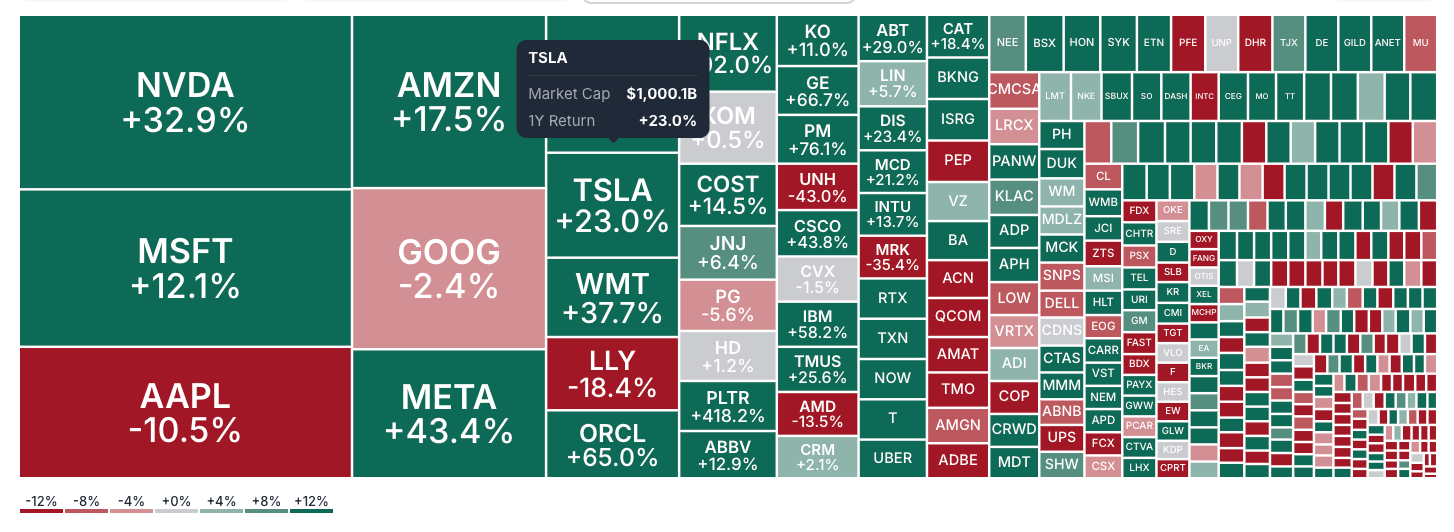 NVDA
+32.9%
MSFT
+12.1%
AAPL
-10.5%
AMZN
+17.5%
GOOG
-2.4%
META
+43.4%
TSLA
Market Cap $1,000.1B
1Y Return +23.0%
TSLA
+23.0%
WMT
+37.7%
LLY
-18.4%
ORCL
+65.0%
NFLX
2.0%
XOM
+0.5%
COST
+14.5%
JNJ
+6.4%
PG
-5.6%
HD
+1.2%
PLTR
+418.2%
ABBV
+12.9%
KO
+11.0%
GE
+66.7%
PM
+76.1%
UNH
-43.0%
CSCO
+43.8%
CVX
-1.5%
IBM
+58.2%
TMUS
+25.6%
AMD
-13.5%
CRM
+2.1%
ABT
+29.0%
LIN
+5.7%
DIS
+23.4%
MCD
+21.2%
INTU
+13.7%
MRK
-35.4%
RTX
TXN
NOW
T
UBER
CAT
+18.4%
BKNG
ISRG
PEP
VZ
BA
ACN
QCOM
AMAT
TMO
AMGN
ADBE
NEE
BSX
HON
SYK
ETN
PFE
UNP
DHR
TJX
DE
GILD
ANET
MU
CMCSA
LRCX
PANW
KLAC
ADP
APH
LOW
VRTX
ADI
COP
CRWD
MDT
LMT
NKE
SBUX
SO
DASH
INTC
CEG
MO
TT
PH
DUK
WM
MDLZ
MCK
SNPS
DELL
CDNS
CTAS
MMM
ABNB
UPS
SHW
CL
WMB
JCI
ZTS
MSI
HLT
EOG
CARR
VST
NEM
APD
FCX
CSX
FDX
CHTR
PSX
TEL
URI
GM
FAST
BDX
PAYX
GWW
PCAR
CTVA
LHX
OKE
SRE
D
SLB
KR
CMI
TGT
VLO
F
HES
EW
GLW
KDP
CPRT
OXY
FANG
OTIS
XEL
MCHP
EA
BKR
-12% -8% -4% +0% +4% +8% +12%